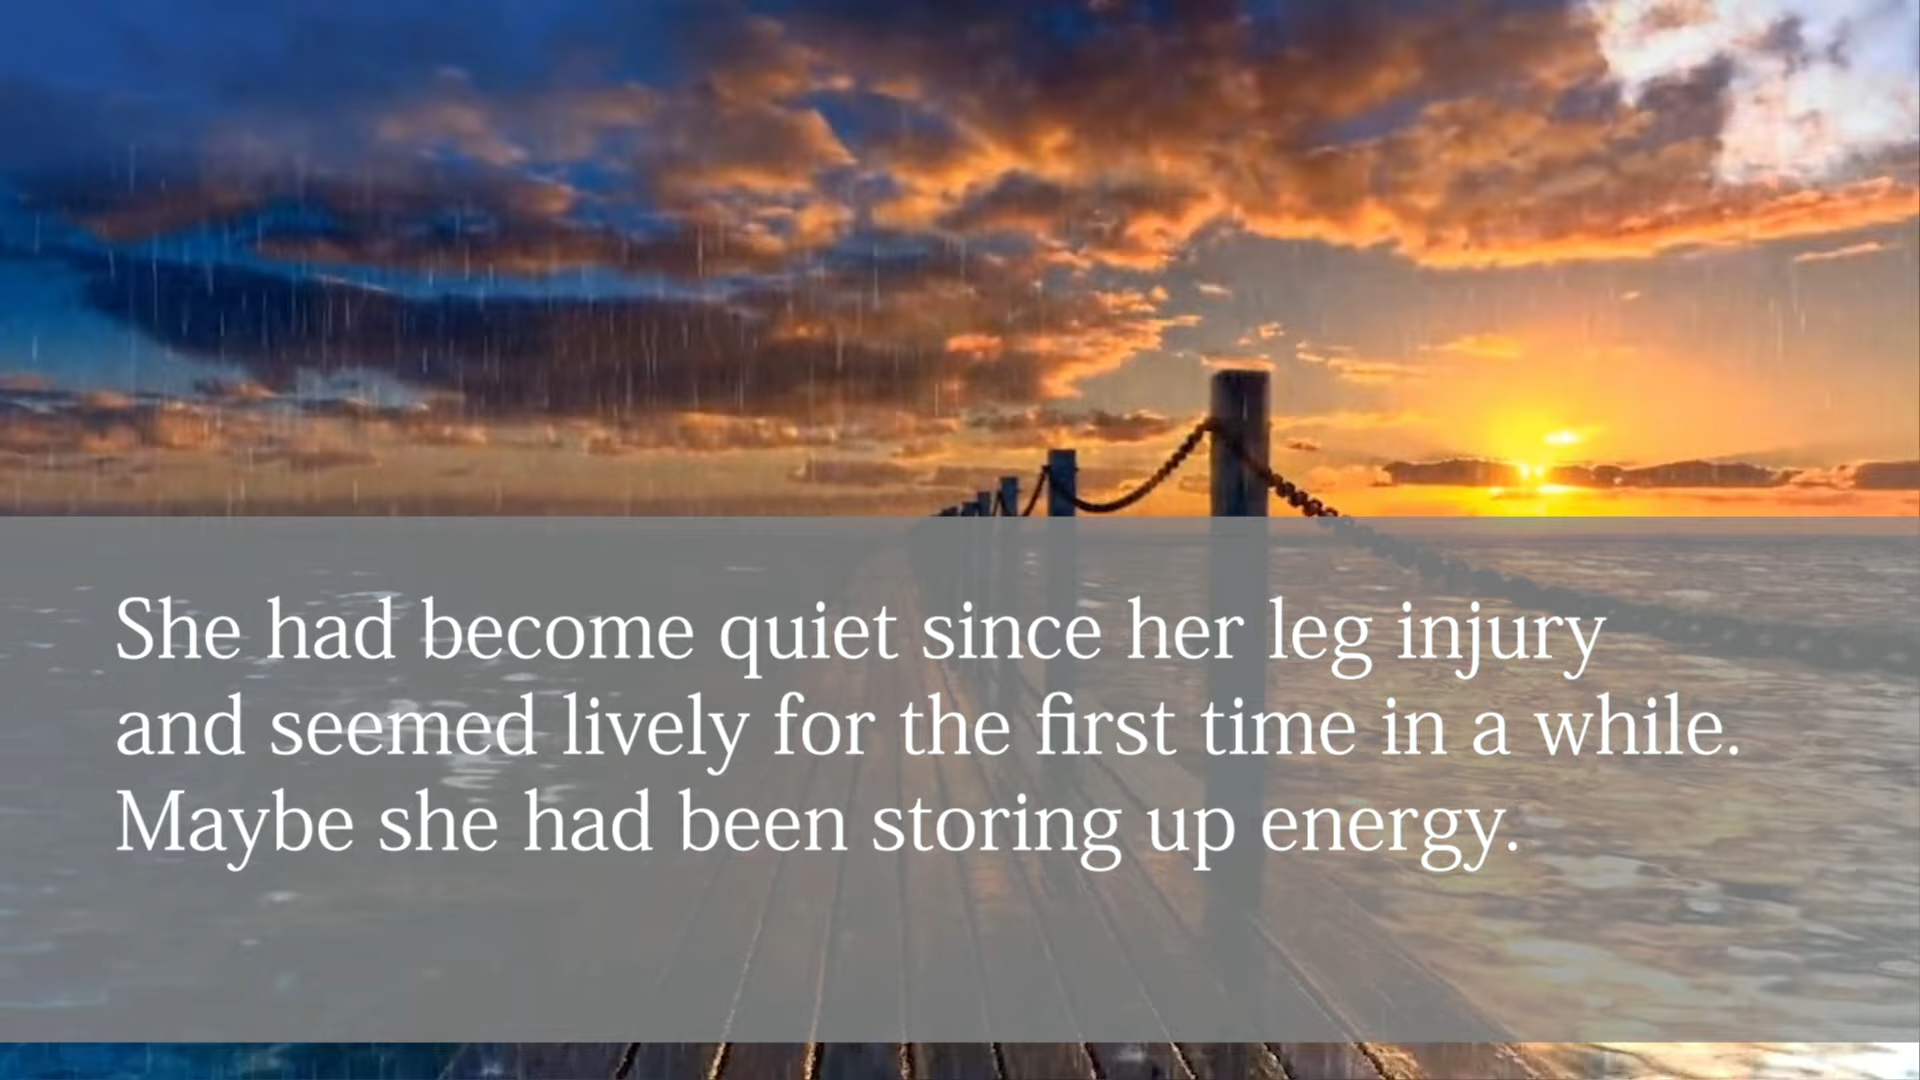 She had become quiet since her leg injury
and seemed lively for the first time in a while.
Maybe she had been storing up energy.